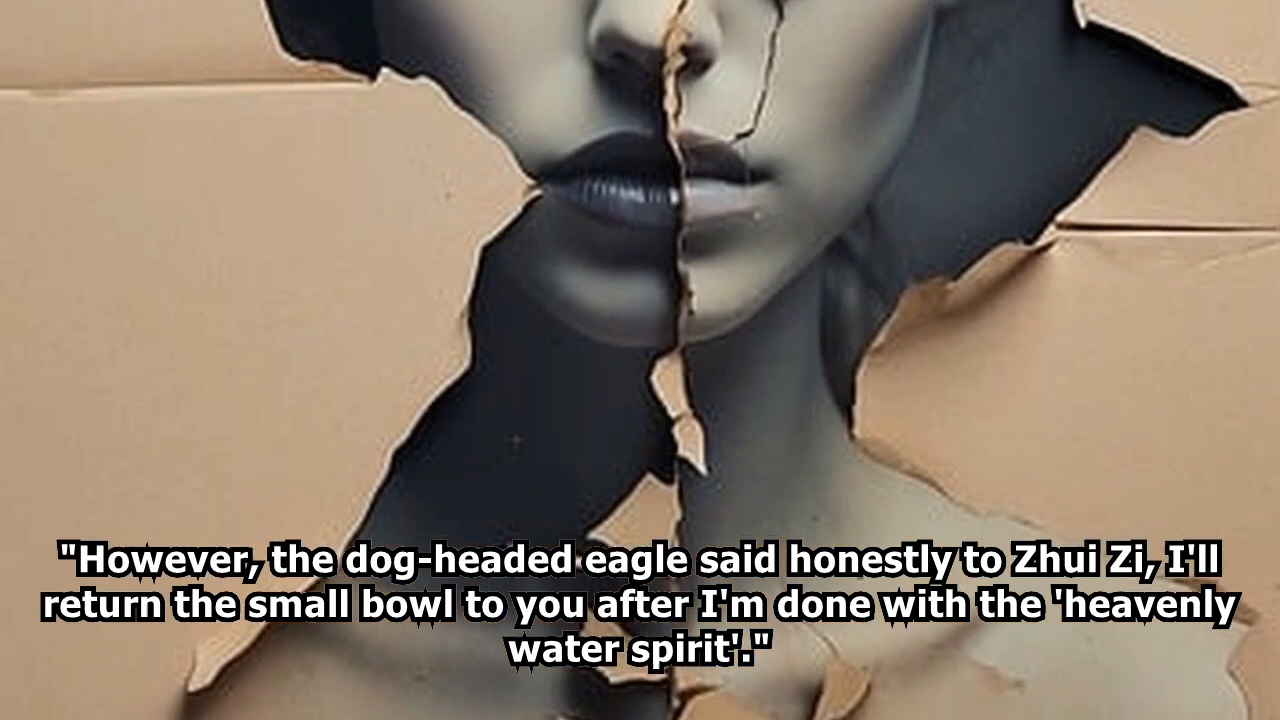 "However, the dog-headed eagle said honestly to Zhui Zi, I'll
return the small bowl to you after I'm done with the 'heavenly
water spirit'."